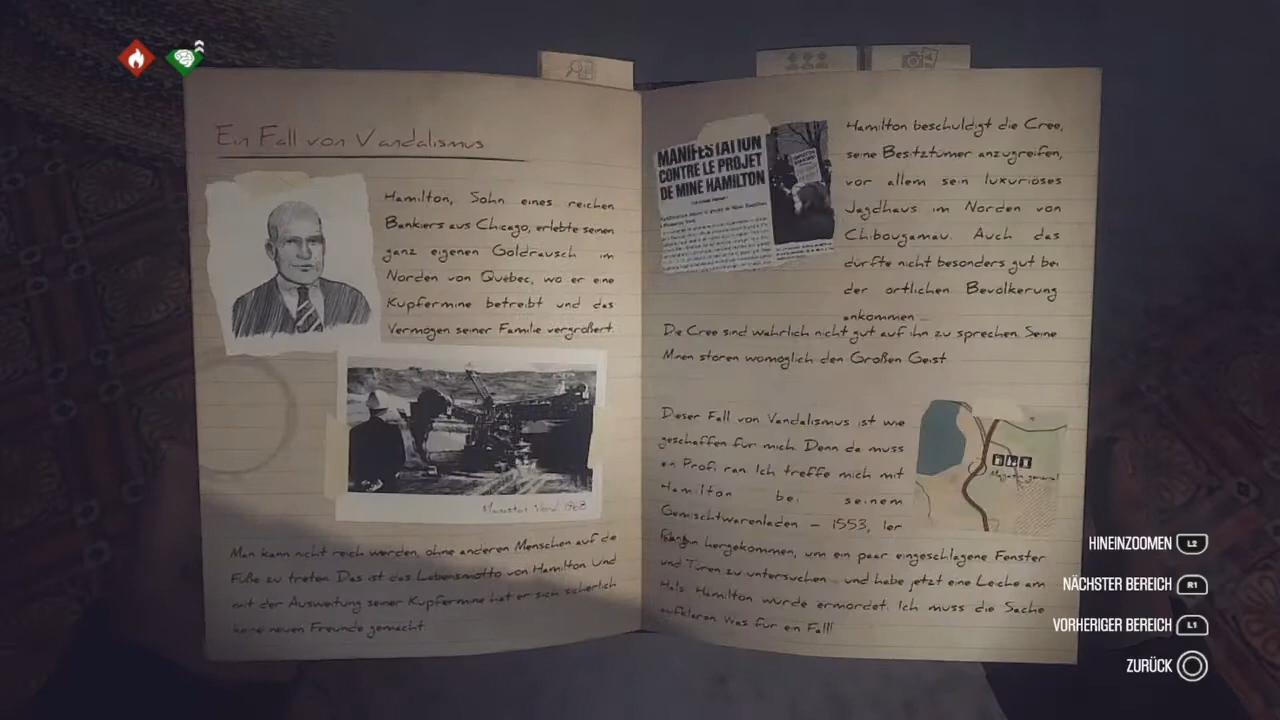 Ein Fall von Vandalismus
Hamilton, Sohn eines reichen
Bankiers aus Chicago, erlebte seinen
ganz eigenen Goldrausch im
Norden von Québec, wo er eine
Kupfermine betreibt und das
Vermögen seiner Familie vergrößert.
1968
Man kann nicht reich werden, ohne anderen Menschen auf die
Füße zu treten. Das ist das Lebensmotto von Hamilton. Und
mit der Ausweitung seiner Kupfermine hat er sich sicherlich
keine neuen Freunde gemacht.
MANIFESTATION
CONTRE LE PROJET
DE MINE HAMILTON
Hamilton beschuldigt die Cree,
seine Besitztümer anzugreifen,
vor allem sein luxuriöses
Jagdhaus im Norden von
Chibougamau. Auch das
dürfte nicht besonders gut bei
der örtlichen Bevölkerung
ankommen ...
Die Cree sind wahrlich nicht gut auf ihn zu sprechen. Seine
Minen stören womöglich den Großen Geist
Dieser Fall von Vandalismus ist wie
geschaffen für mich. Denn da muss
ein Profi ran. Ich treffe mich mit
Hamilton bei seinem
Gemischtwarenladen – 1553, 1er
hergekommen, um ein paar eingeschlagene Fenster
und Türen zu untersuchen ... und habe jetzt eine Leiche am
Hals. Hamilton wurde ermordet. Ich muss die Sache
aufklären. Was für ein Fall!
Magasin général
HINEINZOOMEN L2
NÄCHSTER BEREICH R1
VORHERIGER BEREICH L1
ZURÜCK